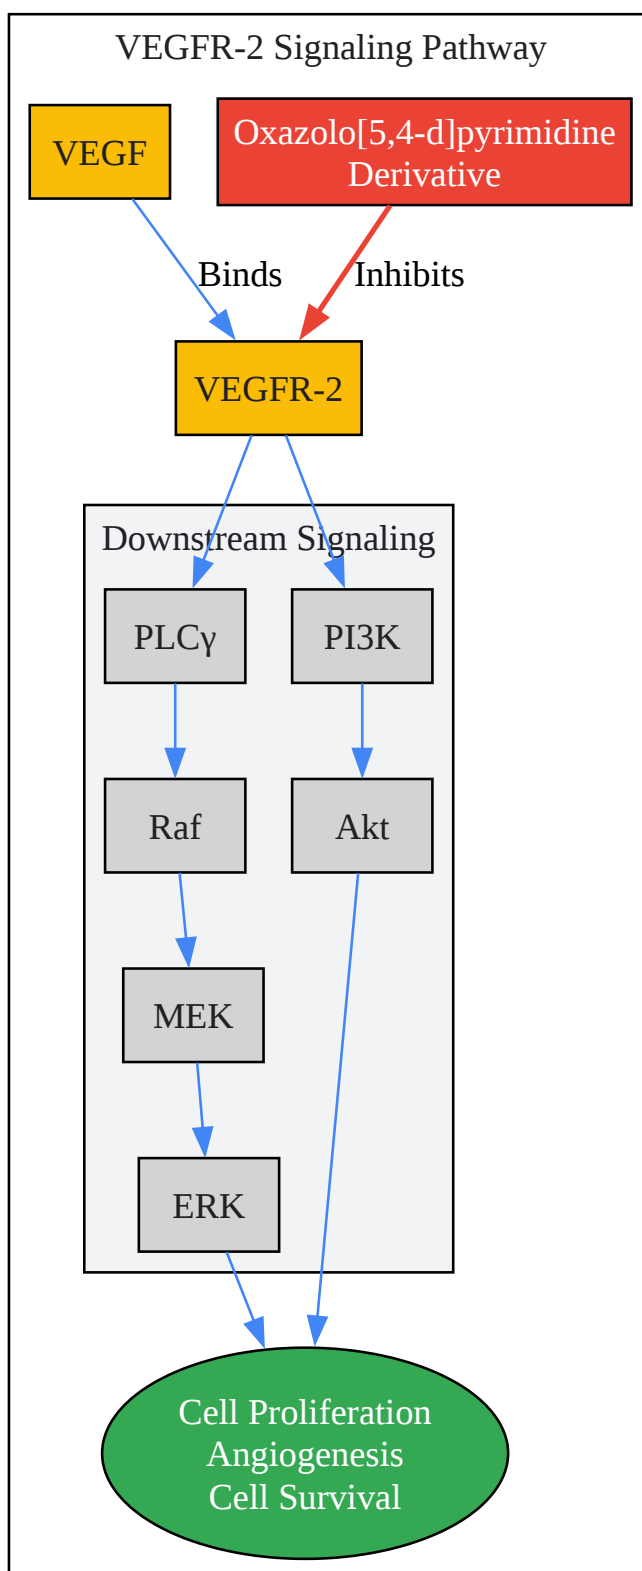 VEGFR-2 Signaling Pathway
VEGF
Oxazolo[5,4-d]pyrimidine
Derivative
Binds
Inhibits
VEGFR-2
Downstream Signaling
PLCγ
PI3K
Raf
Akt
MEK
ERK
Cell Proliferation
Angiogenesis
Cell Survival